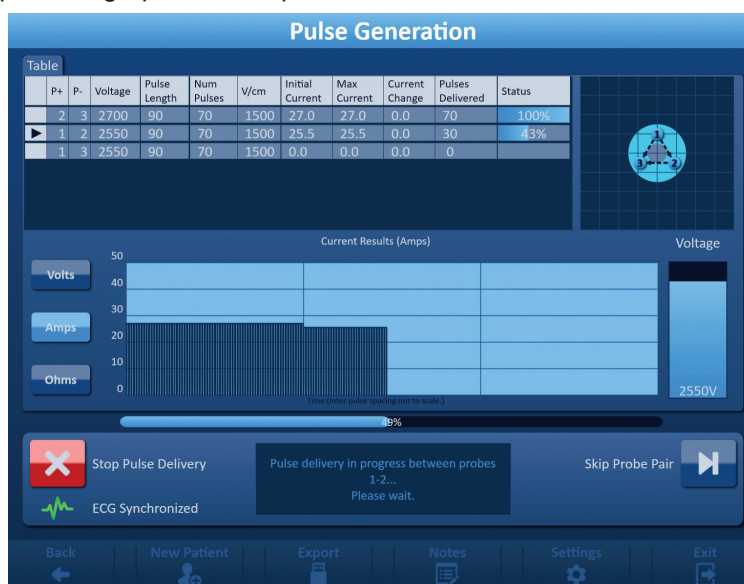 Pulse Generation
Table
P+ P- Voltage Pulse Length Num Pulses V/cm Initial Current Max Current Current Change Pulses Delivered Status
2 3 2700 90 70 1500 27.0 27.0 0.0 70 100%
1 2 2550 90 70 1500 25.5 25.5 0.0 30 43%
1 3 2550 90 70 1500 0.0 0.0 0.0 0
1
3 2
Current Results (Amps)
Voltage
Volts
Amps
Ohms
50
40
30
20
10
0
2550V
Time (Inter pulse spacing not to scale.)
49%
Stop Pulse Delivery
ECG Synchronized
Pulse delivery in progress between probes
1-2...
Please wait.
Skip Probe Pair
Back New Patient Export Notes Settings Exit